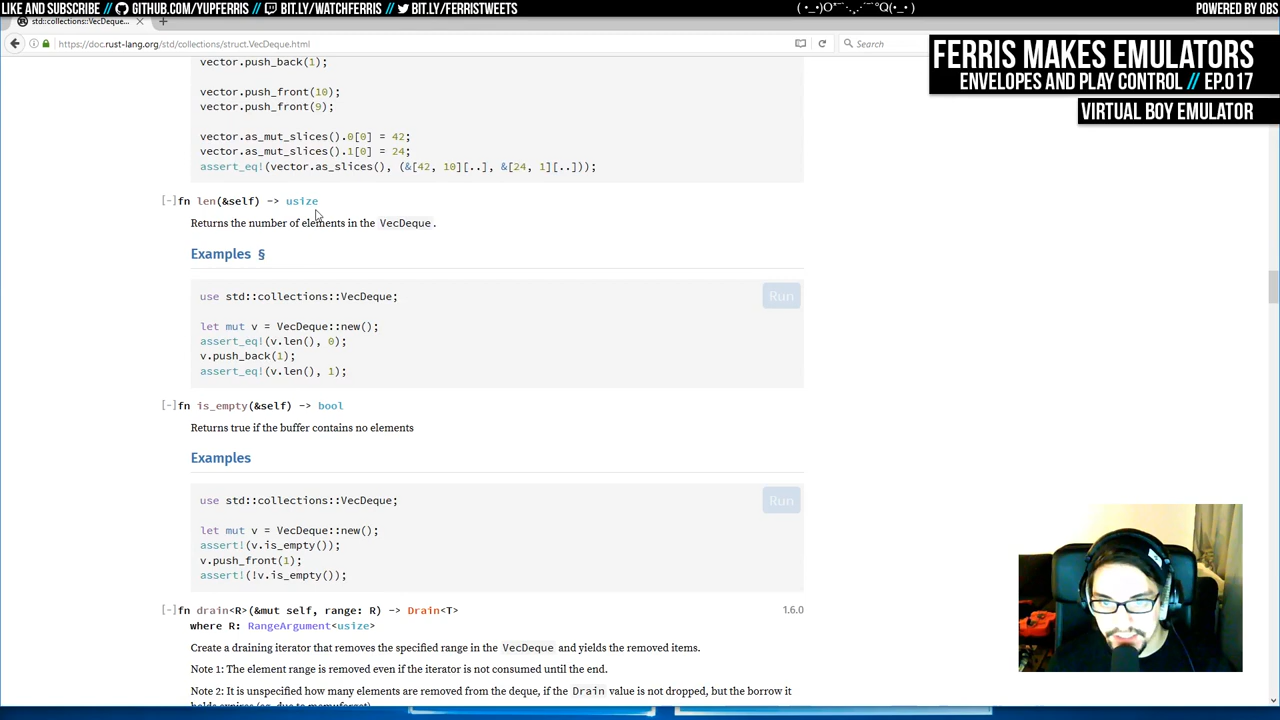 LIKE AND SUBSCRIBE // GITHUB.COM/YUPFERRIS // BIT.LY/WATCHFERRIS // BIT.LY/FERRISTWEETS
POWERED BY OBS
std::collections::VecDeque...
https://doc.rust-lang.org/std/collections/struct.VecDeque.html
Search
FERRIS MAKES EMULATORS
ENVELOPES AND PLAY CONTROL // EP.017
VIRTUAL BOY EMULATOR
vector.push_back(1);
vector.push_front(10);
vector.push_front(9);
vector.as_mut_slices().0[0] = 42;
vector.as_mut_slices().1[0] = 24;
assert_eq!(vector.as_slices(), (&[42, 10][..], &[24, 1][..]));
[-]fn len(&self) -> usize
Returns the number of elements in the VecDeque.
Examples §
use std::collections::VecDeque;
Run
let mut v = VecDeque::new();
assert_eq!(v.len(), 0);
v.push_back(1);
assert_eq!(v.len(), 1);
[-]fn is_empty(&self) -> bool
Returns true if the buffer contains no elements
Examples
use std::collections::VecDeque;
Run
let mut v = VecDeque::new();
assert!(v.is_empty());
v.push_front(1);
assert!(!v.is_empty());
[-]fn drain<R>(&mut self, range: R) -> Drain<T>
1.6.0
where R: RangeArgument<usize>
Create a draining iterator that removes the specified range in the VecDeque and yields the removed items.
Note 1: The element range is removed even if the iterator is not consumed until the end.
Note 2: It is unspecified how many elements are removed from the deque, if the Drain value is not dropped, but the borrow it